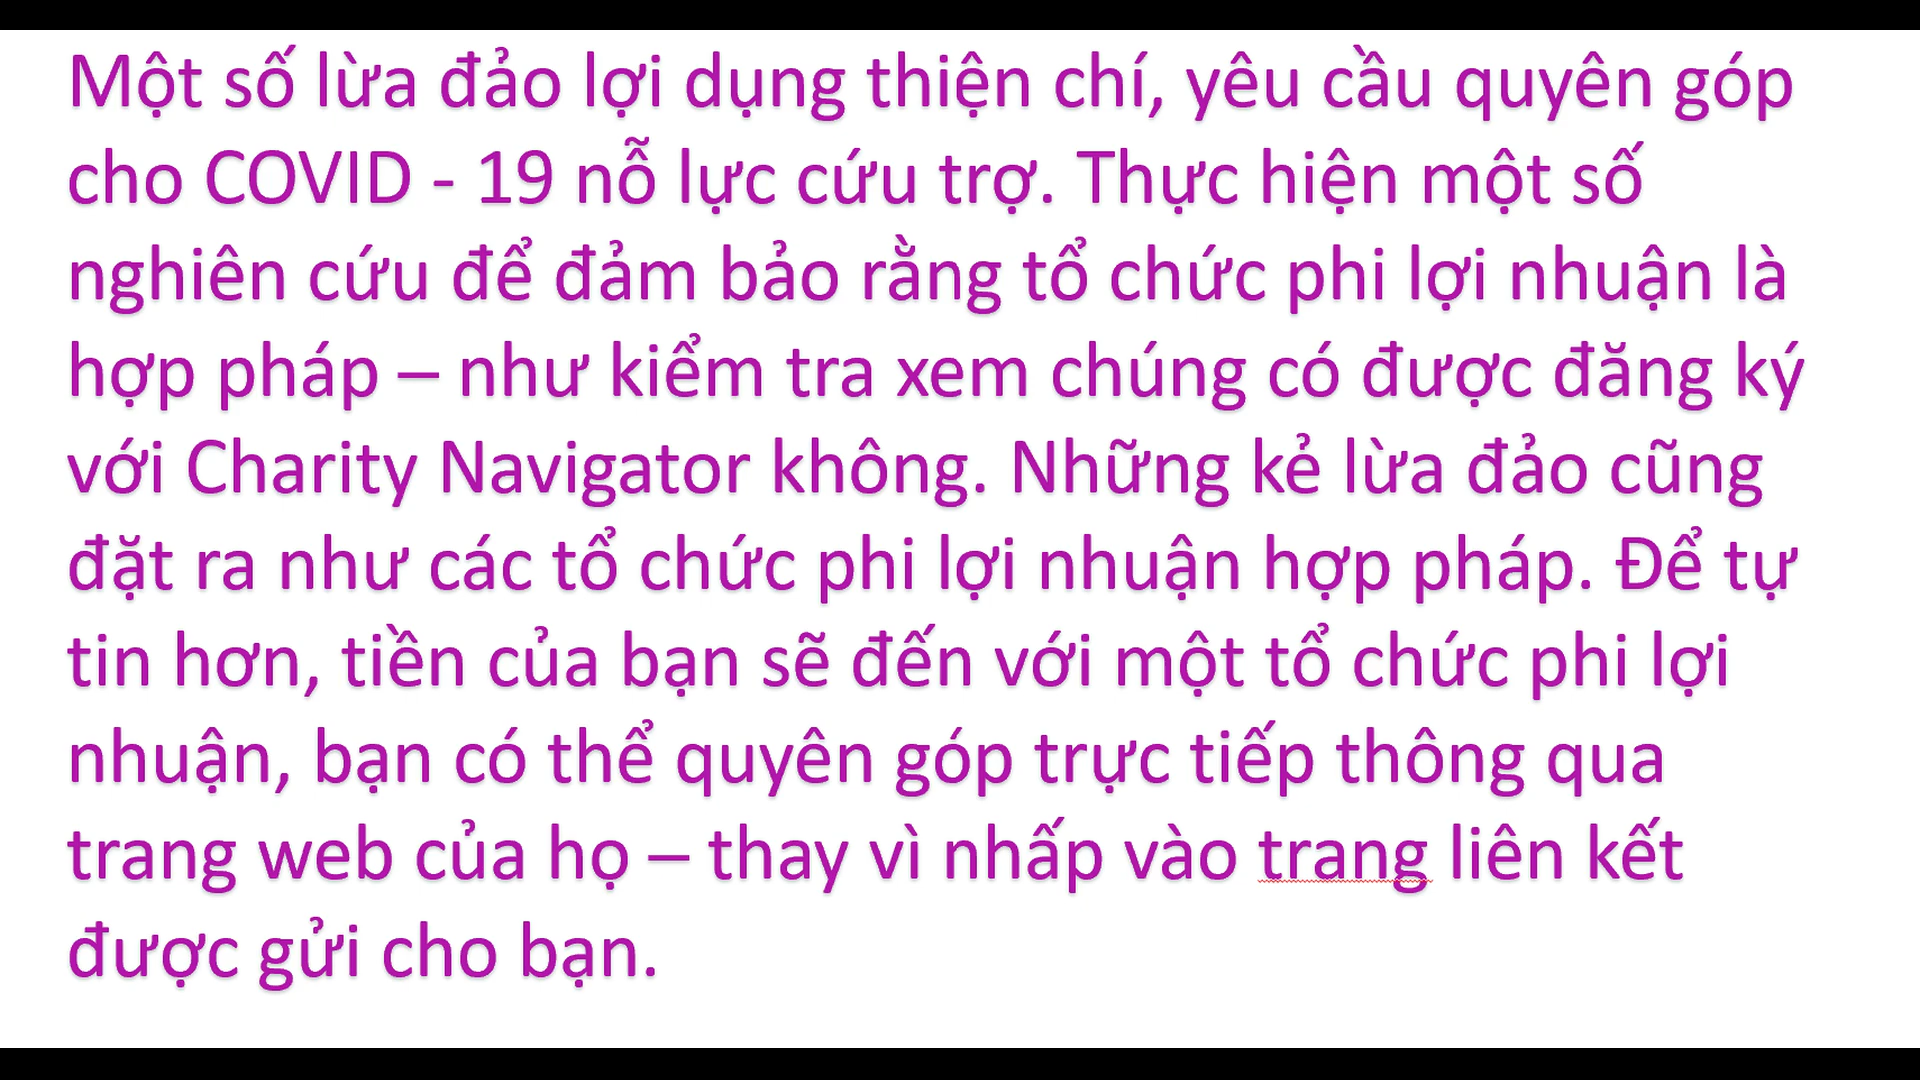 Một số lừa đảo lợi dụng thiện chí, yêu cầu quyên góp
cho COVID - 19 nỗ lực cứu trợ. Thực hiện một số
nghiên cứu để đảm bảo rằng tổ chức phi lợi nhuận là
hợp pháp – như kiểm tra xem chúng có được đăng ký
với Charity Navigator không. Những kẻ lừa đảo cũng
đặt ra như các tổ chức phi lợi nhuận hợp pháp. Để tự
tin hơn, tiền của bạn sẽ đến với một tổ chức phi lợi
nhuận, bạn có thể quyên góp trực tiếp thông qua
trang web của họ – thay vì nhấp vào trang liên kết
được gửi cho bạn.